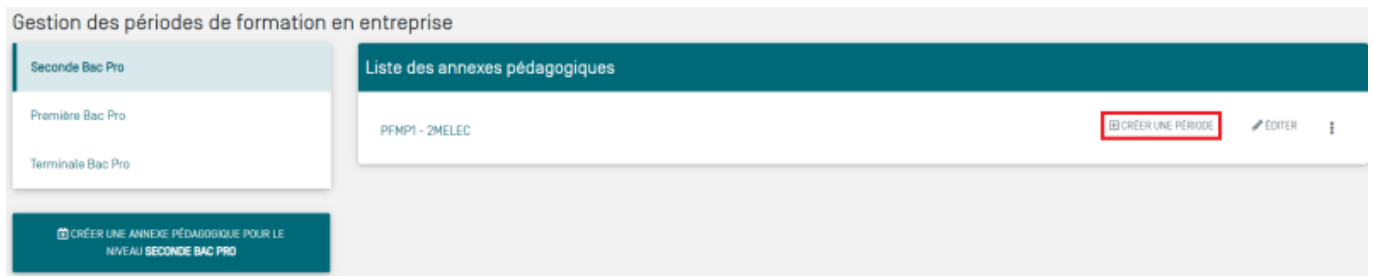 Gestion des périodes de formation en entreprise
Seconde Bac Pro
Première Bac Pro
Terminale Bac Pro
CRÉER UNE ANNEXE PÉDAGOGIQUE POUR LE
NIVEAU SECONDE BAC PRO
Liste des annexes pédagogiques
PFMP1 - 2MELEC
CRÉER UNE PÉRIODE
ÉDITER